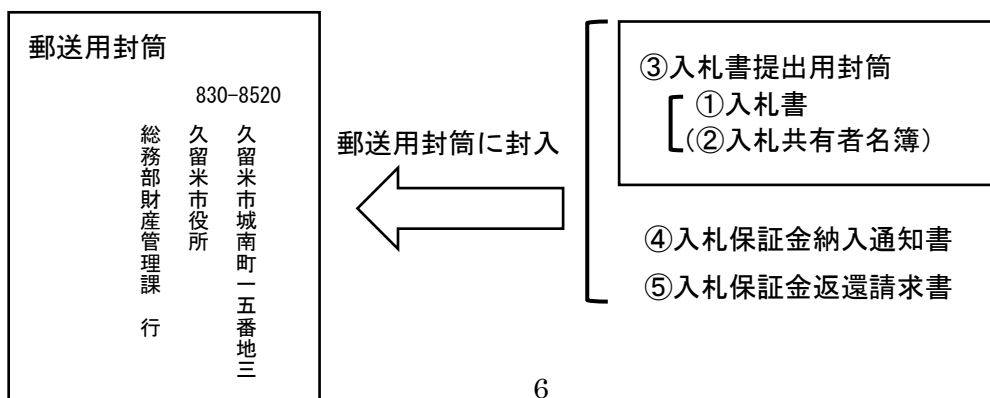 郵送用封筒
830-8520
久留米市城南町一五番地三
久留米市役所
総務部財産管理課　行
郵送用封筒に封入
③入札書提出用封筒
①入札書
(②入札共有者名簿)
④入札保証金納入通知書
⑤入札保証金返還請求書
6